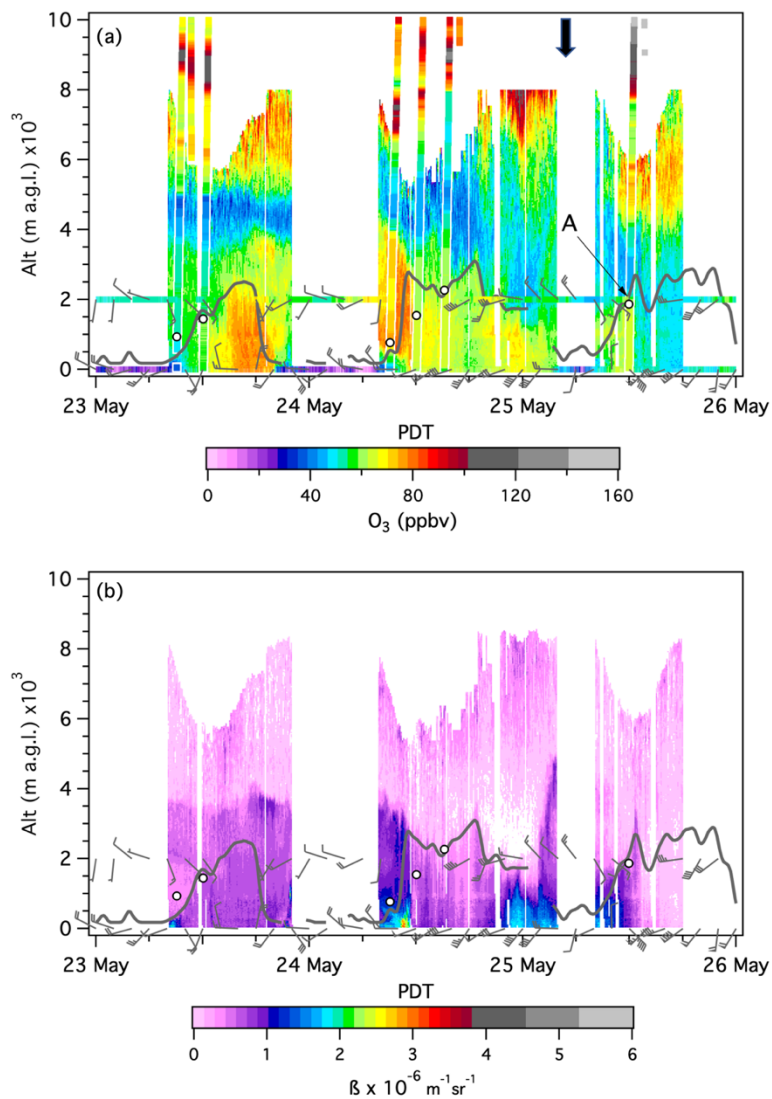 (a)
10
8
6
4
2
0
Alt (m a.g.l.) x10³
A
23 May 24 May 25 May 26 May
PDT
0 40 80 120 160
O₃ (ppbv)
(b)
10
8
6
4
2
0
Alt (m a.g.l.) x10³
23 May 24 May 25 May 26 May
PDT
0 1 2 3 4 5 6
ß x 10⁻⁶ m⁻¹sr⁻¹